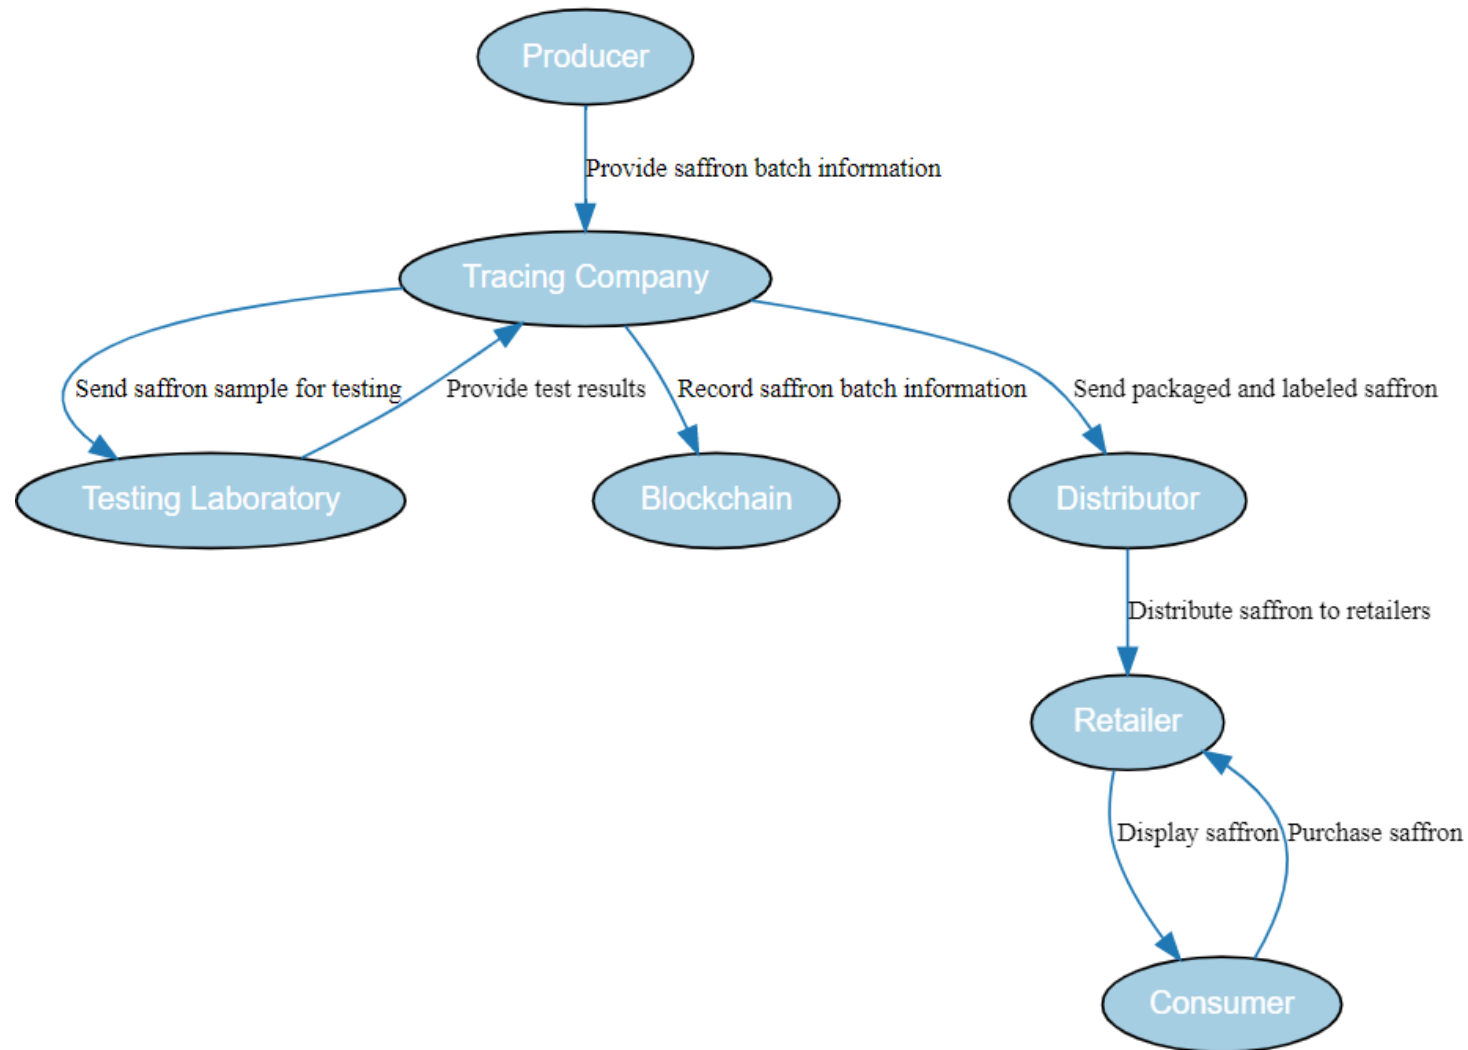 Producer
Provide saffron batch information
Tracing Company
Send saffron sample for testing
Provide test results
Record saffron batch information
Send packaged and labeled saffron
Testing Laboratory
Blockchain
Distributor
Distribute saffron to retailers
Retailer
Display saffron
Purchase saffron
Consumer